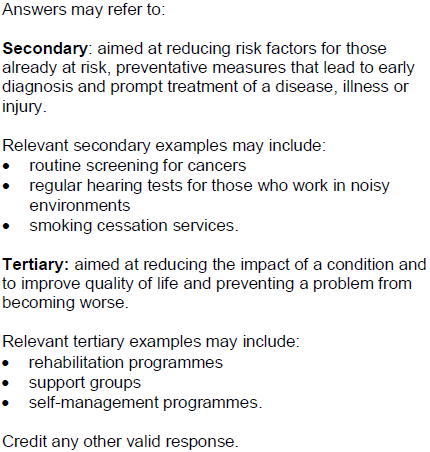 Answers may refer to:
Secondary: aimed at reducing risk factors for those
already at risk, preventative measures that lead to early
diagnosis and prompt treatment of a disease, illness or
injury.
Relevant secondary examples may include:
• routine screening for cancers
• regular hearing tests for those who work in noisy
environments
• smoking cessation services.
Tertiary: aimed at reducing the impact of a condition and
to improve quality of life and preventing a problem from
becoming worse.
Relevant tertiary examples may include:
• rehabilitation programmes
• support groups
• self-management programmes.
Credit any other valid response.